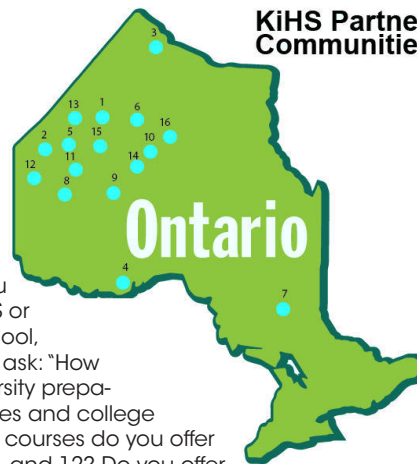 KiHS Partne
Communitie
3
13 1 6
16
2 5 15 10
11 14
12
8 9
Ontario
4
7
u
S or
ool,
ask: “How
rsity prepa-
es and college
courses do you offer
and 12? Do you offer